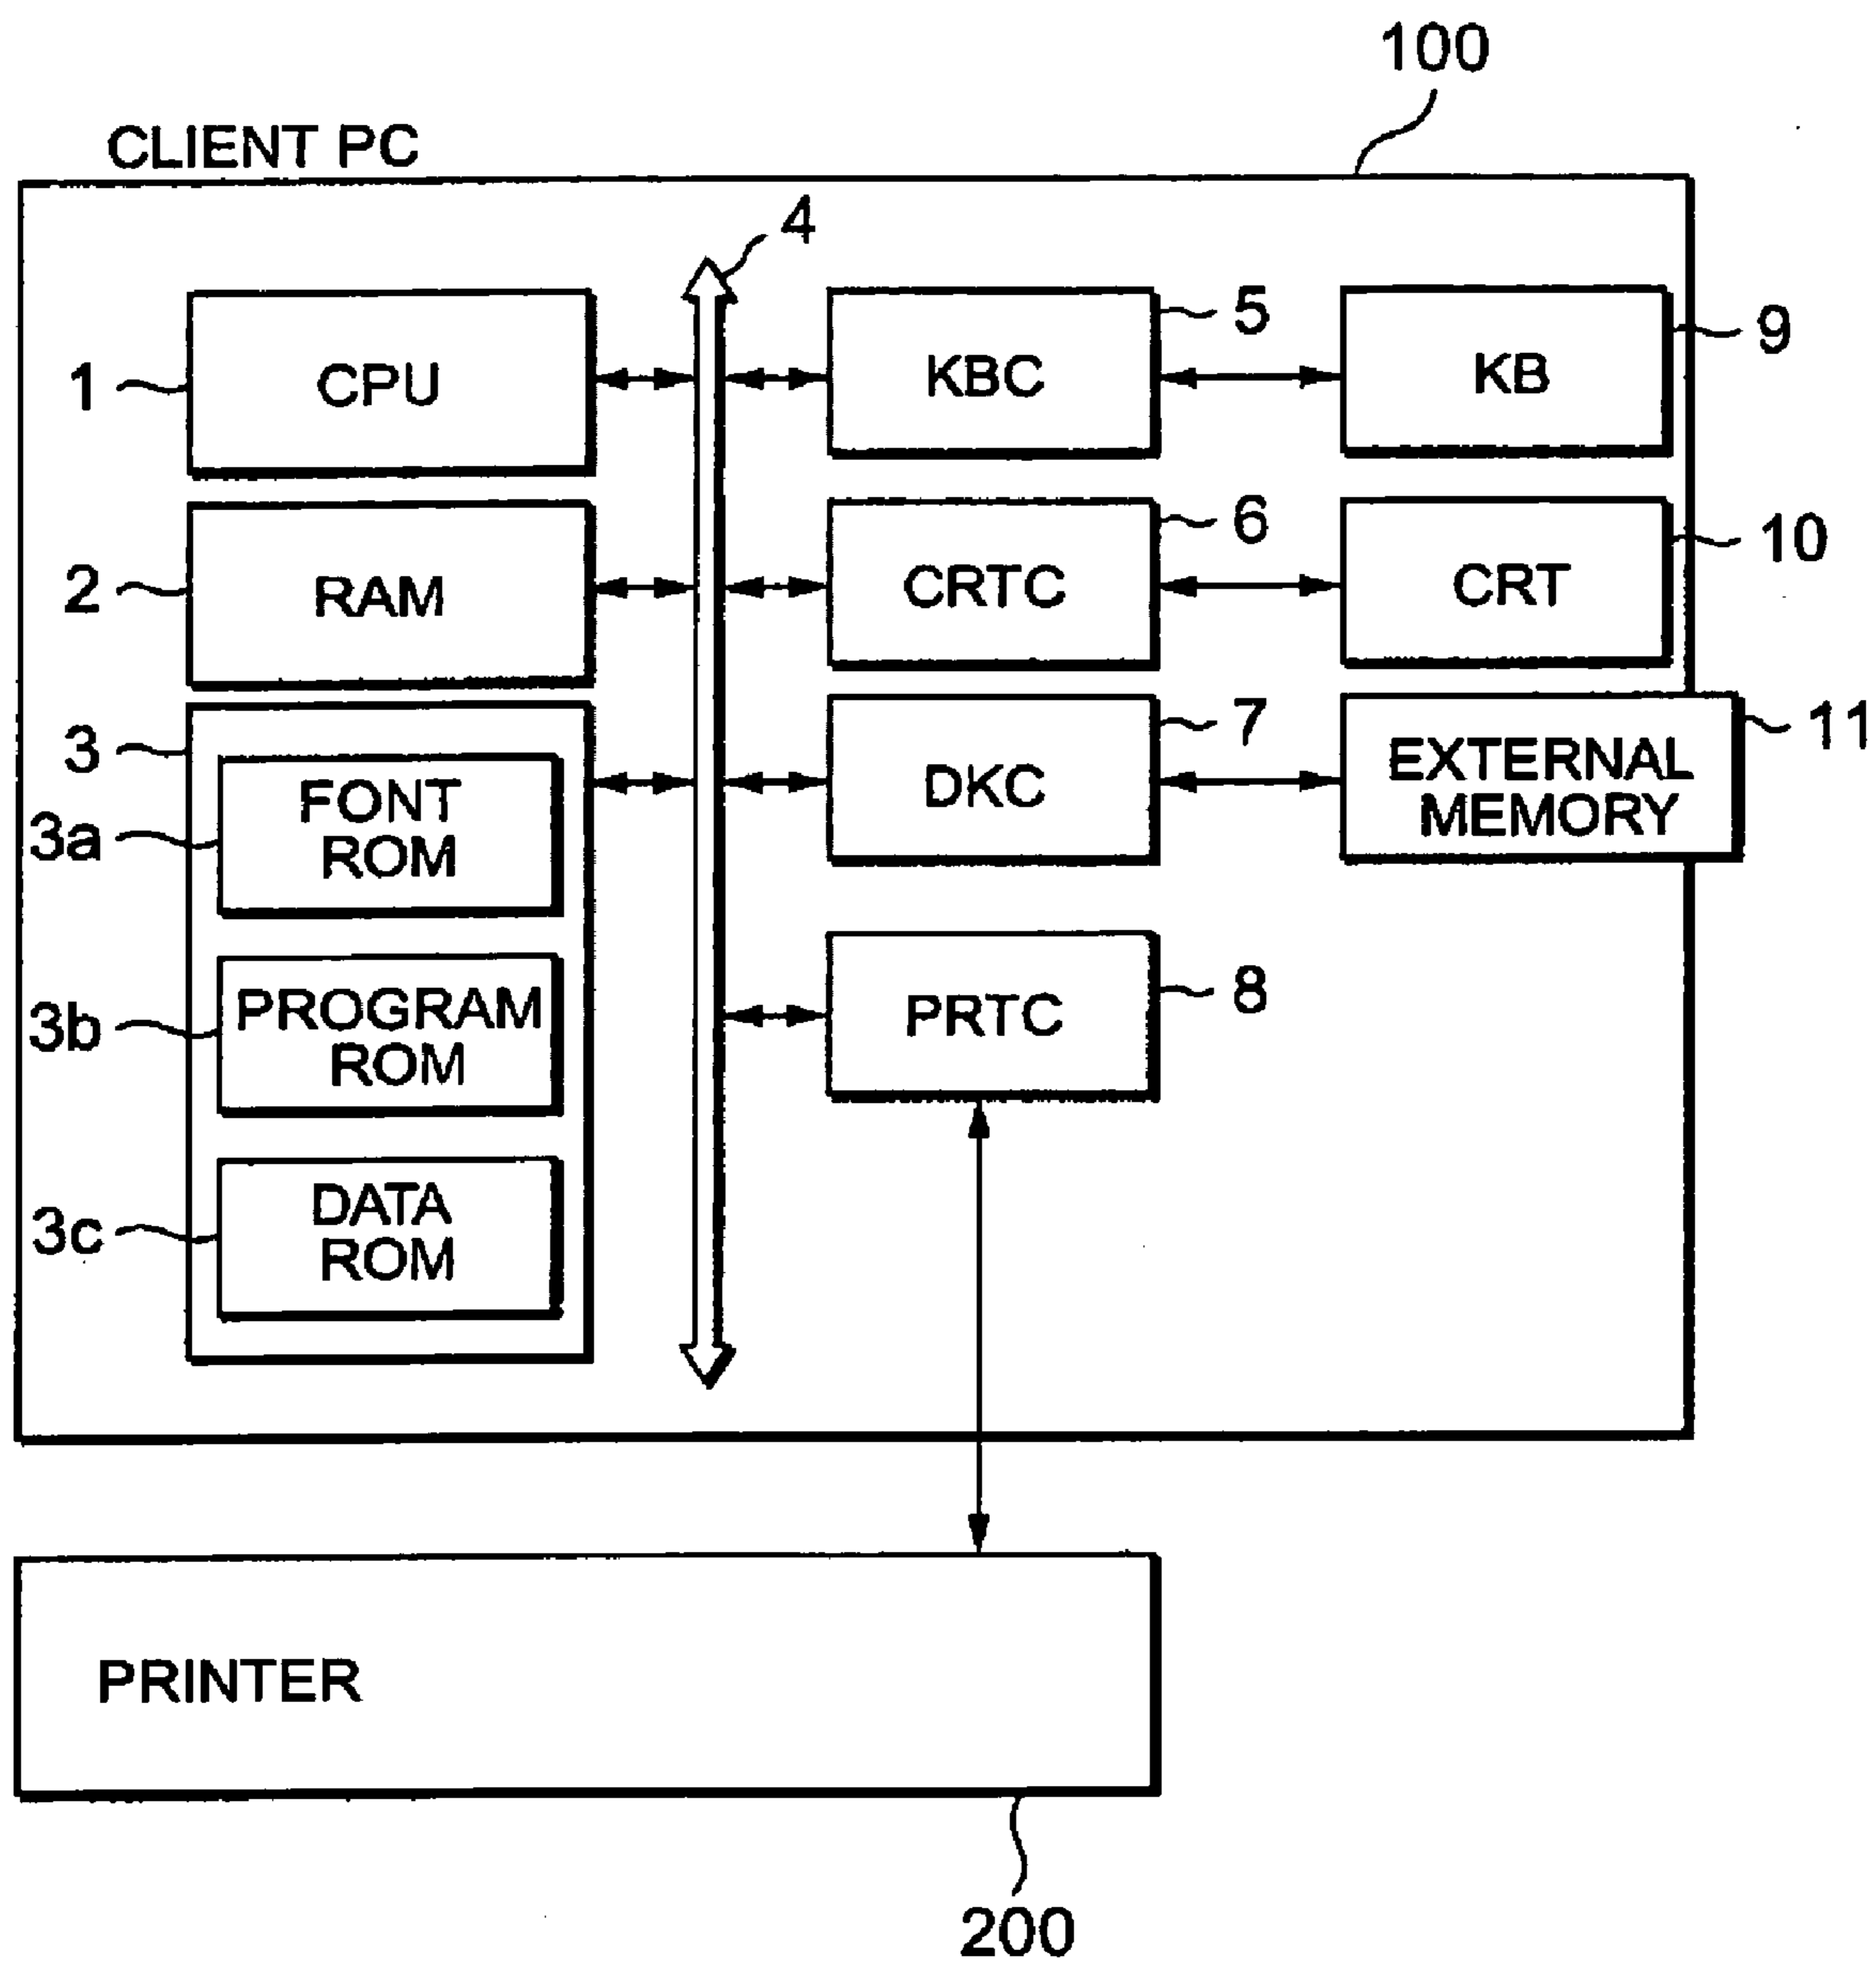 100
CLIENT PC
4
1
CPU
KBC
5
KB
9
2
RAM
CRTC
6
CRT
10
3
3a
FONT
ROM
DKC
7
EXTERNAL
MEMORY
11
3b
PROGRAM
ROM
PRTC
8
3c
DATA
ROM
PRINTER
200